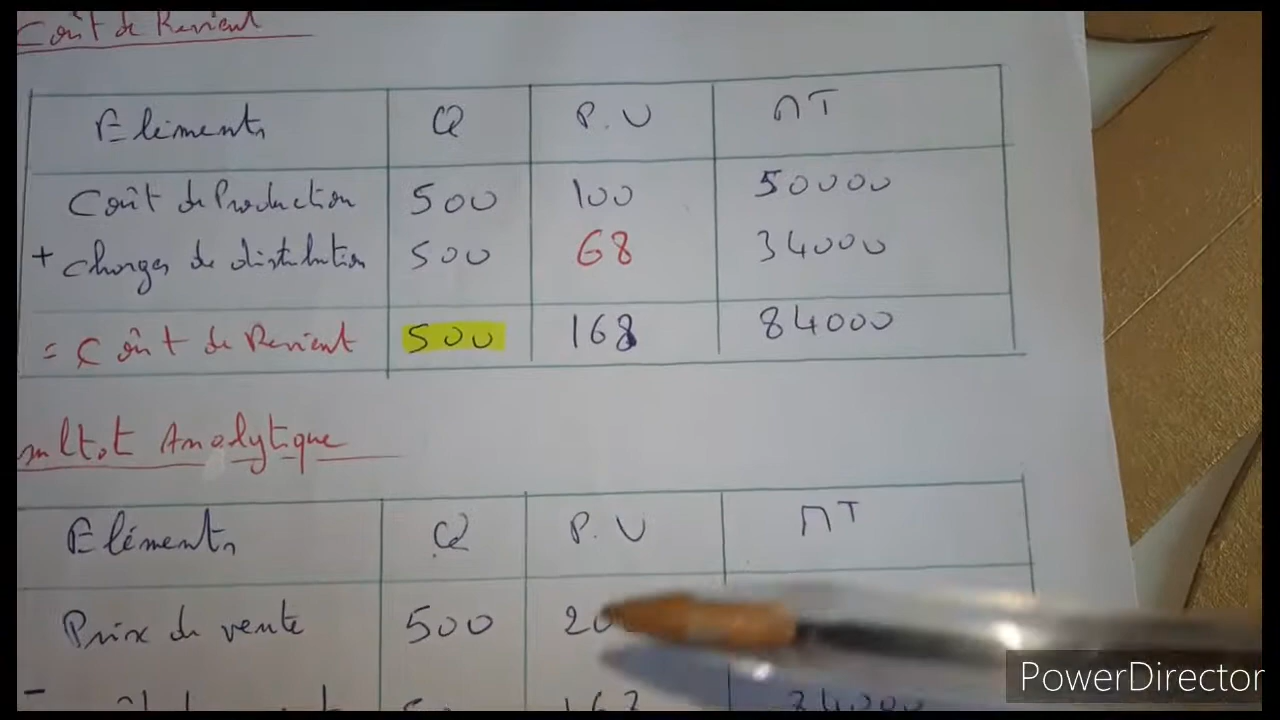 Coût de Revient
Eléments Q P.U MT
Coût de Production 500 100 50000
+ charges de distribution 500 68 34000
= Coût de Revient 500 168 84000
Analytique
Eléments Q P.U MT
Prix de vente 500
PowerDirector